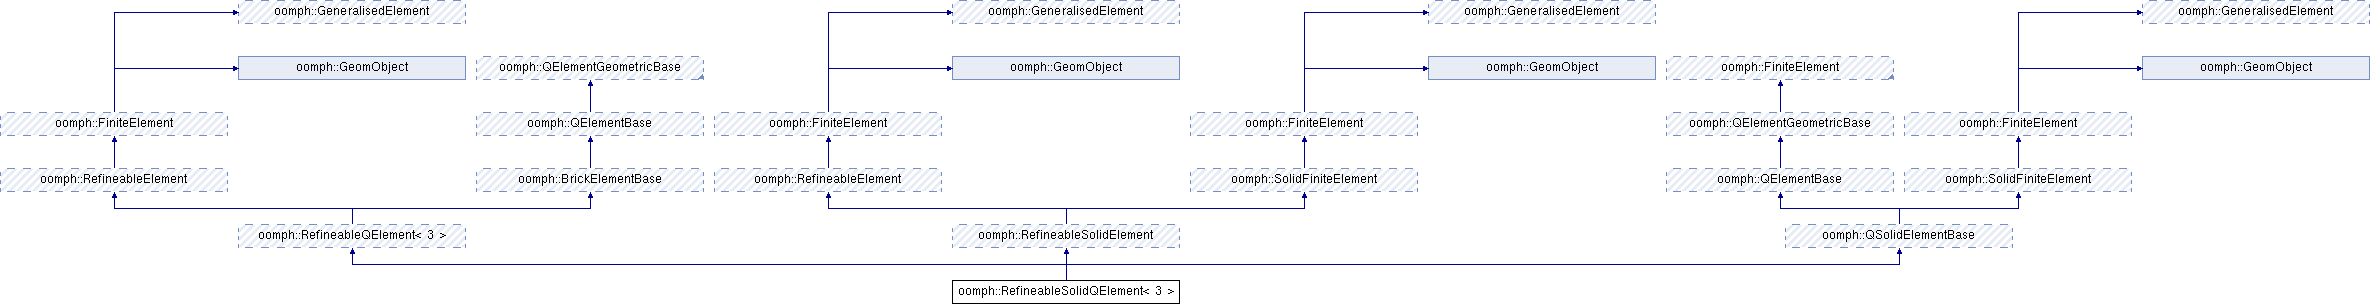 oomph::GeneralisedElement
oomph::GeneralisedElement
oomph::GeneralisedElement
oomph::GeneralisedElement
oomph::GeomObject
oomph::QElementGeometricBase
oomph::GeomObject
oomph::GeomObject
oomph::FiniteElement
oomph::GeomObject
oomph::FiniteElement
oomph::QElementBase
oomph::FiniteElement
oomph::FiniteElement
oomph::QElementGeometricBase
oomph::FiniteElement
oomph::RefineableElement
oomph::BrickElementBase
oomph::RefineableElement
oomph::SolidFiniteElement
oomph::QElementBase
oomph::SolidFiniteElement
oomph::RefineableQElement< 3 >
oomph::RefineableSolidElement
oomph::QSolidElementBase
oomph::RefineableSolidQElement< 3 >